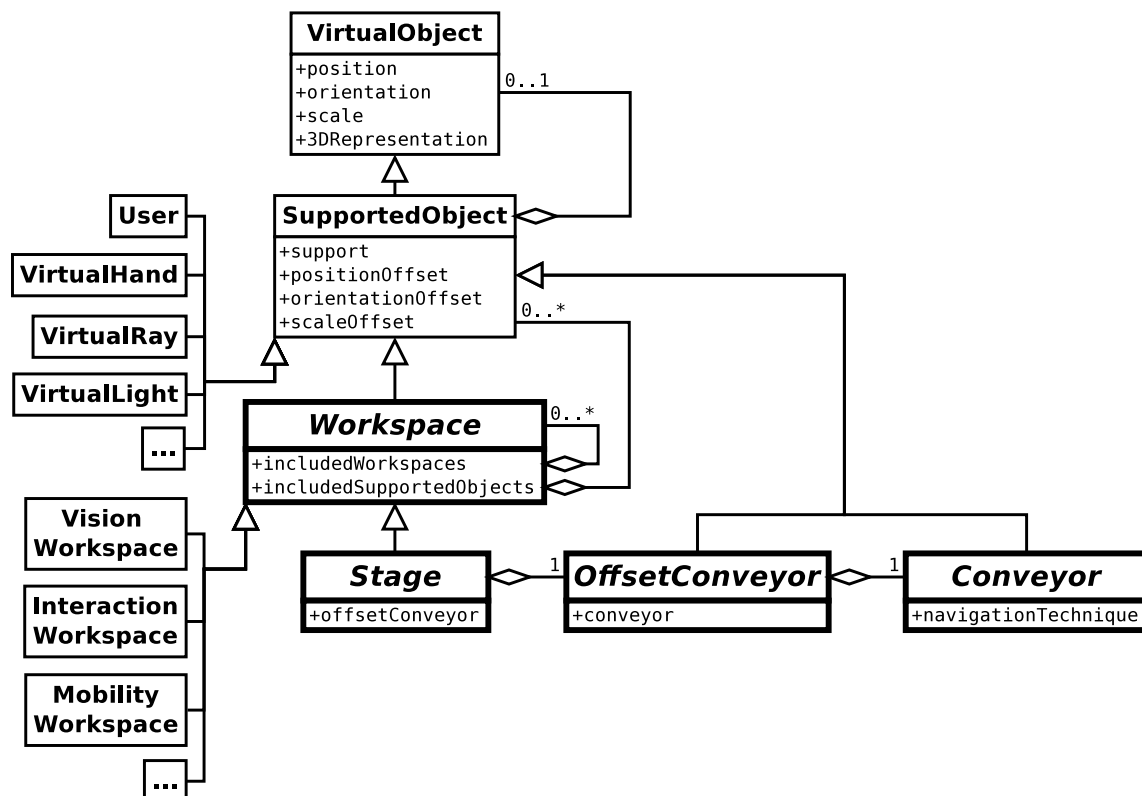 VirtualObject
+position
+orientation
+scale
+3DRepresentation
0..1
SupportedObject
+support
+positionOffset
+orientationOffset
+scaleOffset
0..*
User
VirtualHand
VirtualRay
VirtualLight
...
Workspace
+includedWorkspaces
+includedSupportedObjects
0..*
Vision
Workspace
Interaction
Workspace
Mobility
Workspace
...
Stage
+offsetConveyor
1
OffsetConveyor
+conveyor
1
Conveyor
+navigationTechnique